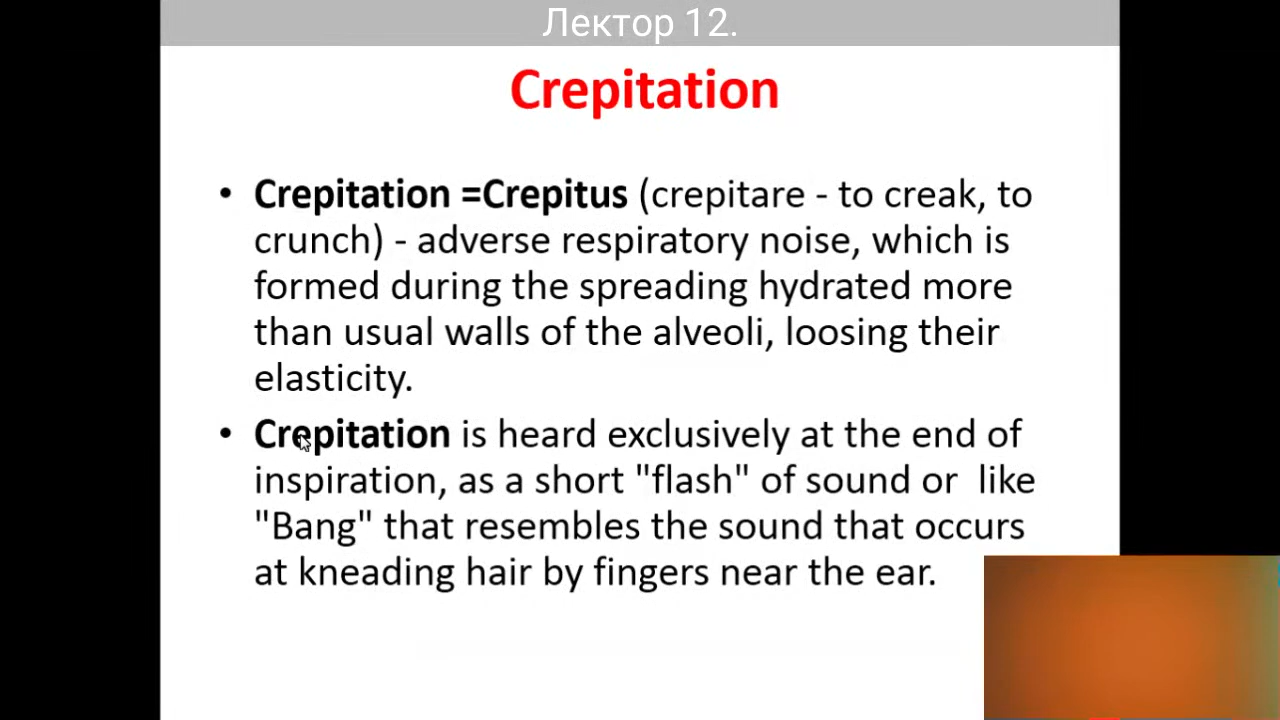 Лектор 12.
Crepitation
• Crepitation =Crepitus (crepitare - to creak, to
crunch) - adverse respiratory noise, which is
formed during the spreading hydrated more
than usual walls of the alveoli, loosing their
elasticity.
• Crepitation is heard exclusively at the end of
inspiration, as a short "flash" of sound or like
"Bang" that resembles the sound that occurs
at kneading hair by fingers near the ear.